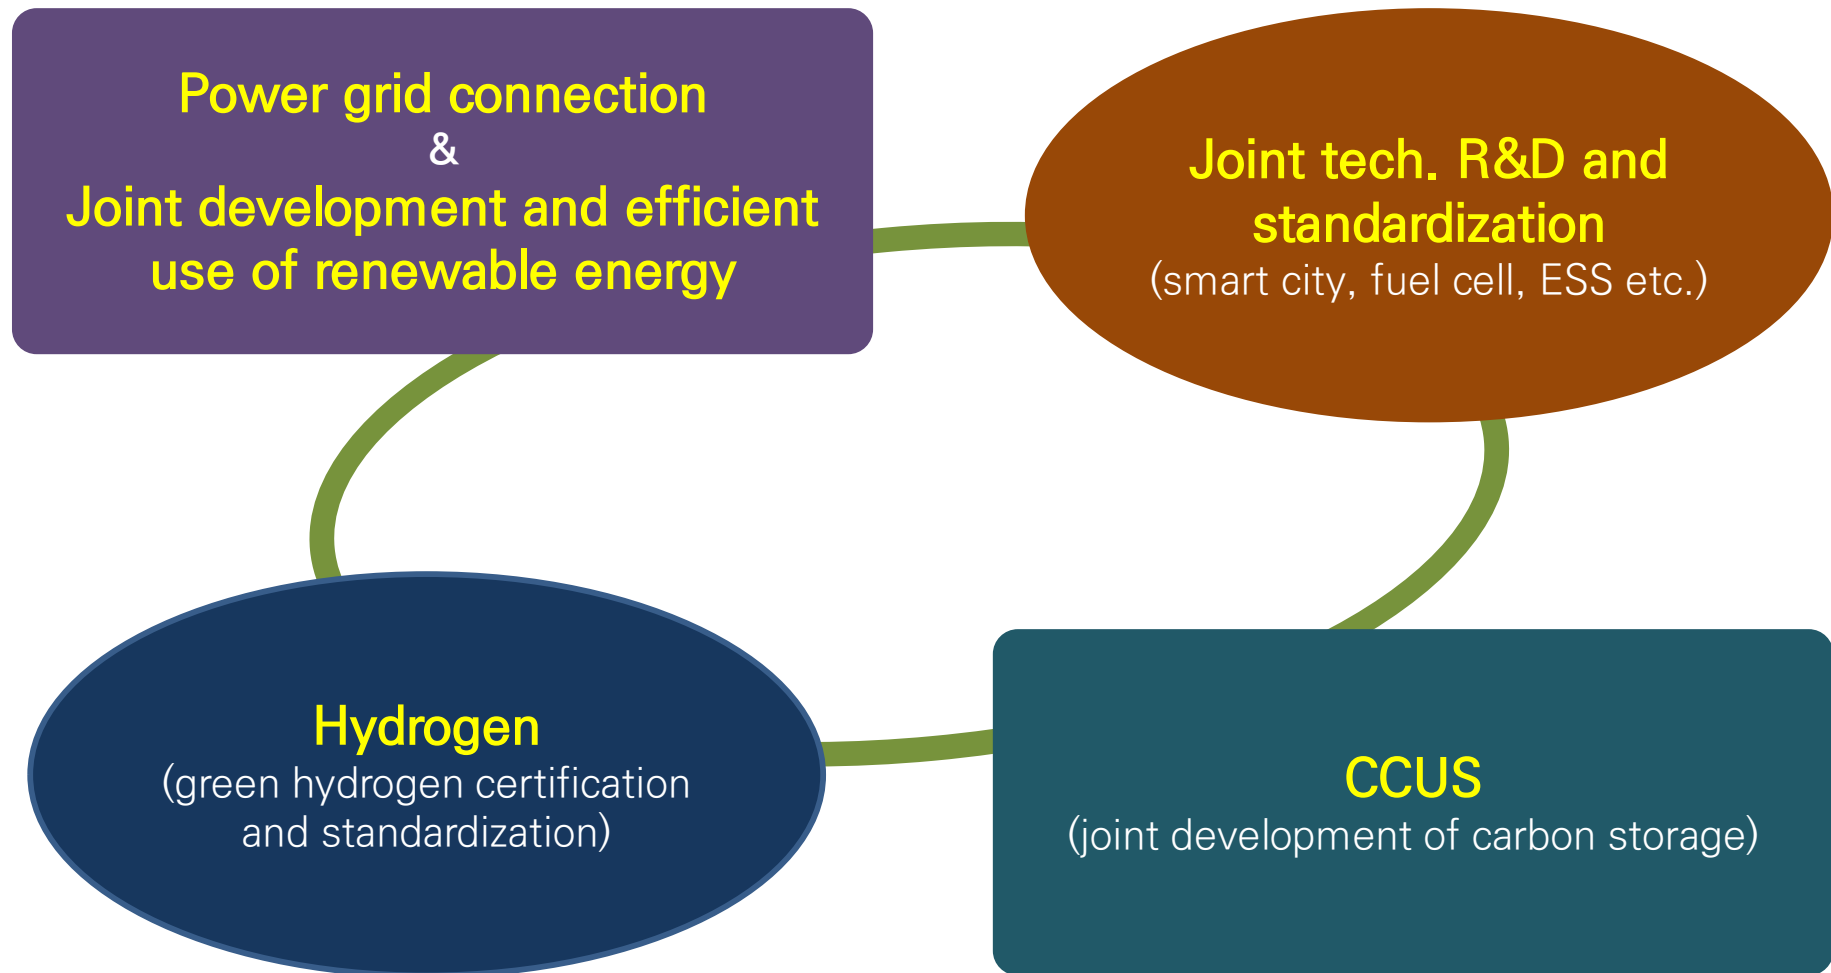 Power grid connection
&
Joint development and efficient
use of renewable energy
Joint tech. R&D and
standardization
(smart city, fuel cell, ESS etc.)
Hydrogen
(green hydrogen certification
and standardization)
CCUS
(joint development of carbon storage)